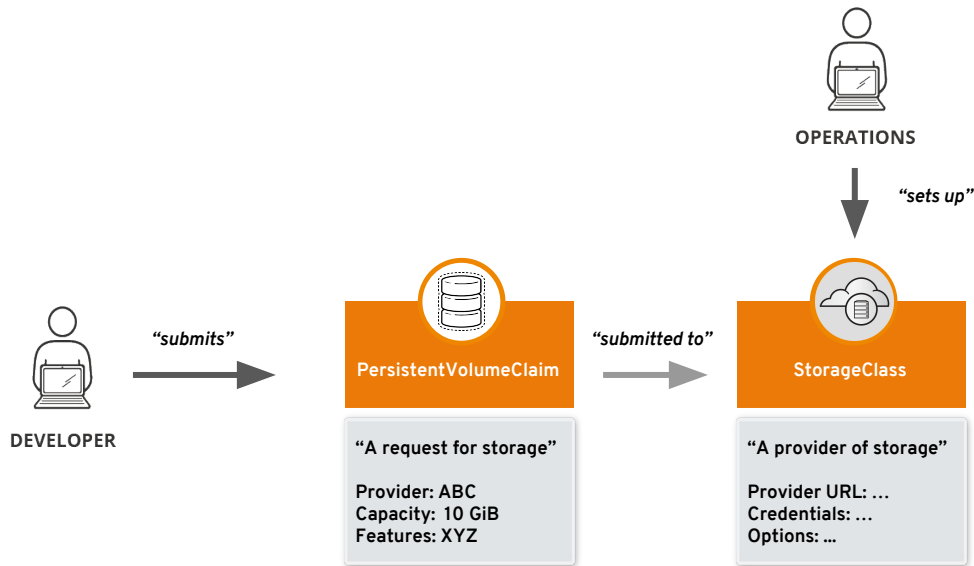 OPERATIONS
“sets up”
“submits”
“submitted to”
PersistentVolumeClaim
StorageClass
DEVELOPER
“A request for storage”
Provider: ABC
Capacity: 10 GiB
Features: XYZ
“A provider of storage”
Provider URL: …
Credentials: …
Options: ...